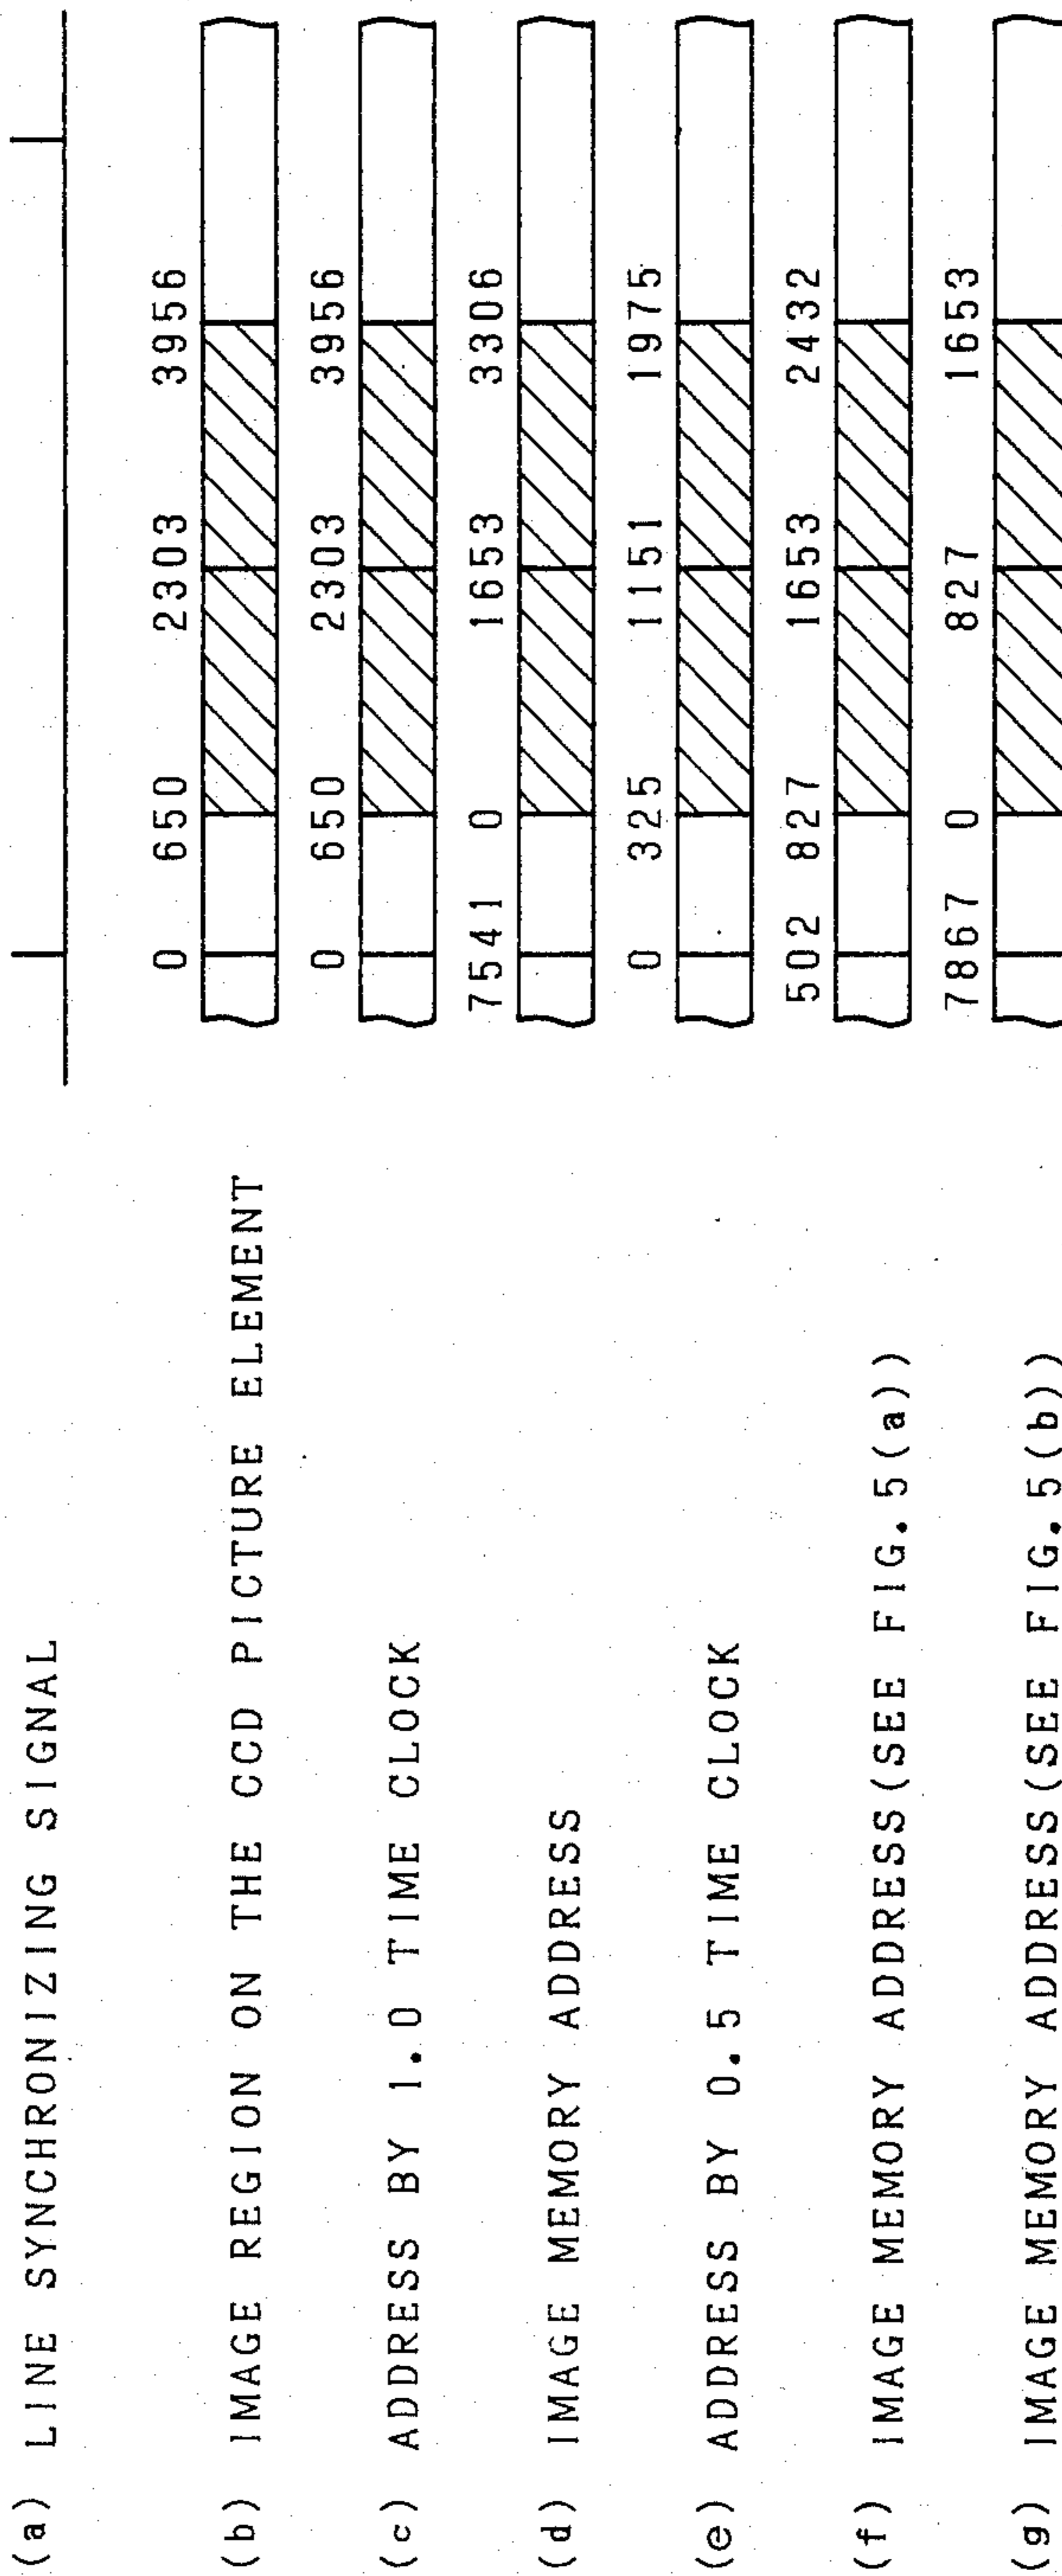 (a) LINE SYNCHRONIZING SIGNAL
(b) IMAGE REGION ON THE CCD PICTURE ELEMENT 0 650 2303 3956
(c) ADDRESS BY 1.0 TIME CLOCK 0 650 2303 3956
(d) IMAGE MEMORY ADDRESS 7541 0 1653 3306
(e) ADDRESS BY 0.5 TIME CLOCK 0 325 1151 1975
(f) IMAGE MEMORY ADDRESS(SEE FIG.5(a)) 502 827 1653 2432
(g) IMAGE MEMORY ADDRESS(SEE FIG.5(b)) 7867 0 827 1653